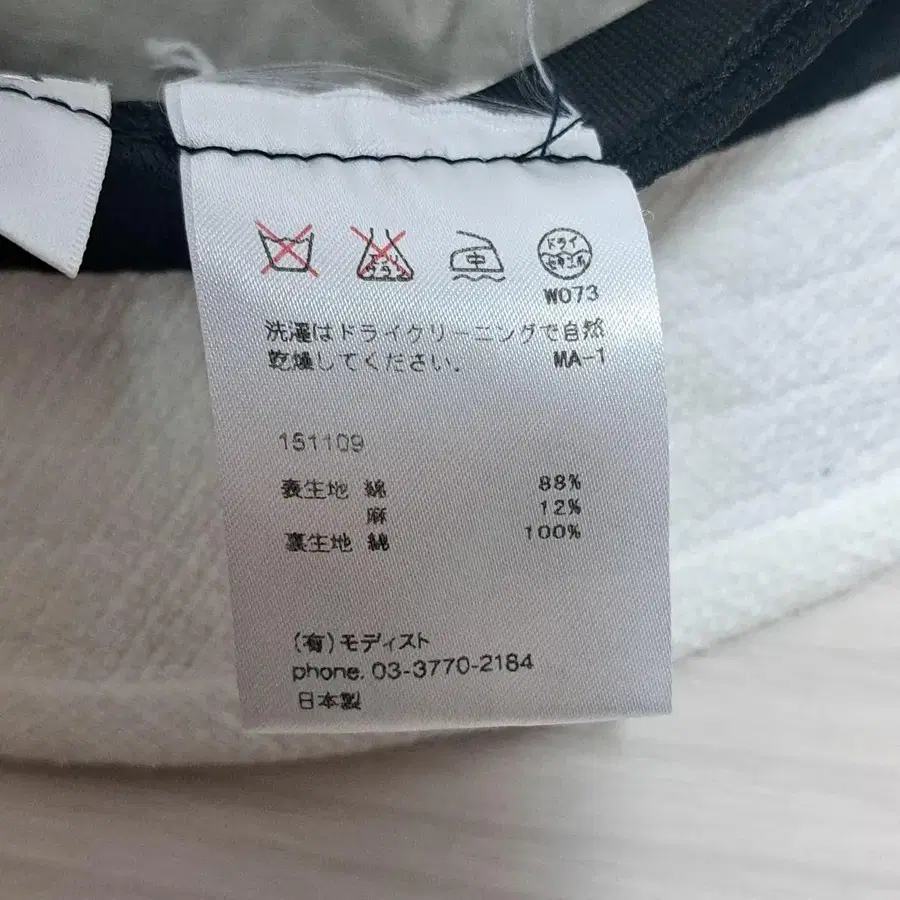 中
ドライ
セキユ系
W073
洗濯はドライクリーニングで自然
乾燥してください。 MA-1
151109
表生地 綿 88%
麻 12%
裏生地 綿 100%
(有)モディスト
phone. 03-3770-2184
日本製